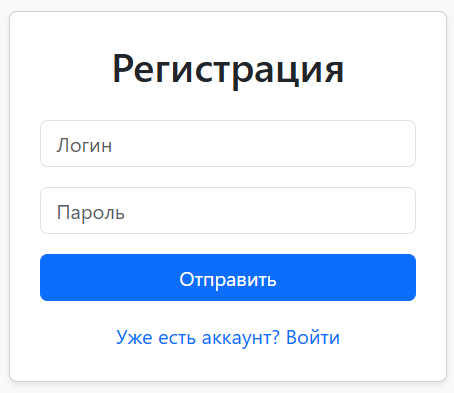 Регистрация
Логин
Пароль
Отправить
Уже есть аккаунт? Войти